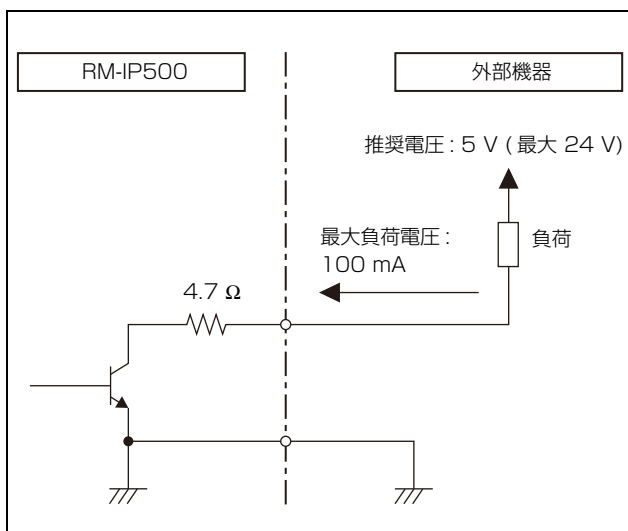 RM-IP500
外部機器
推奨電圧 : 5 V ( 最大 24 V)
最大負荷電圧 :
100 mA
負荷
4.7 Ω